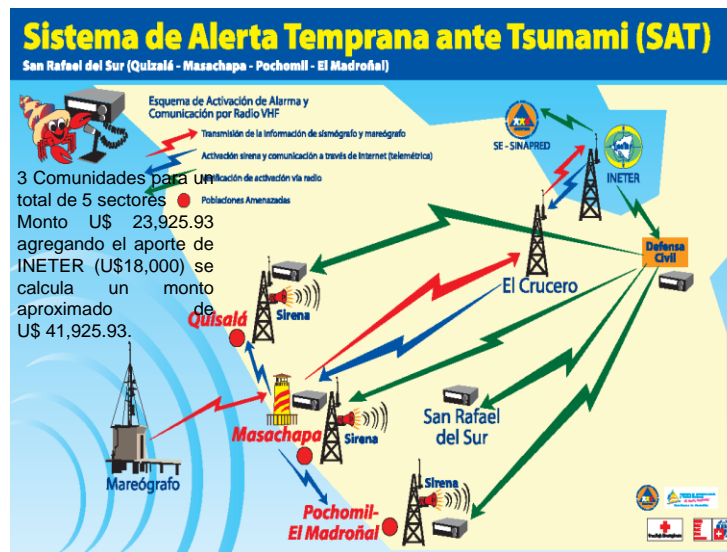 Sistema de Alerta Temprana ante Tsunami (SAT)
San Rafael del Sur (Quizalá - Masachapa - Pochomil - El Madroñal)
Esquema de Activación de Alarma y
Comunicación por Radio VHF
Transmisión de la información de sismógrafo y mareógrafo
Activación sirena y comunicación a través de Internet (telemétrica)
activación vía radio
Poblaciones Amenazadas
3 Comunidades para un
total de 5 sectores
Monto U$ 23,925.93
agregando el aporte de
INETER (U$18,000) se
calcula un monto
aproximado de
U$ 41,925.93.
SE - SINAPRED
INETER
Defensa
Civil
El Crucero
Sirena
Quisalá
Masachapa
Sirena
San Rafael
del Sur
Mareógrafo
Sirena
Pochomil-
El Madroñal